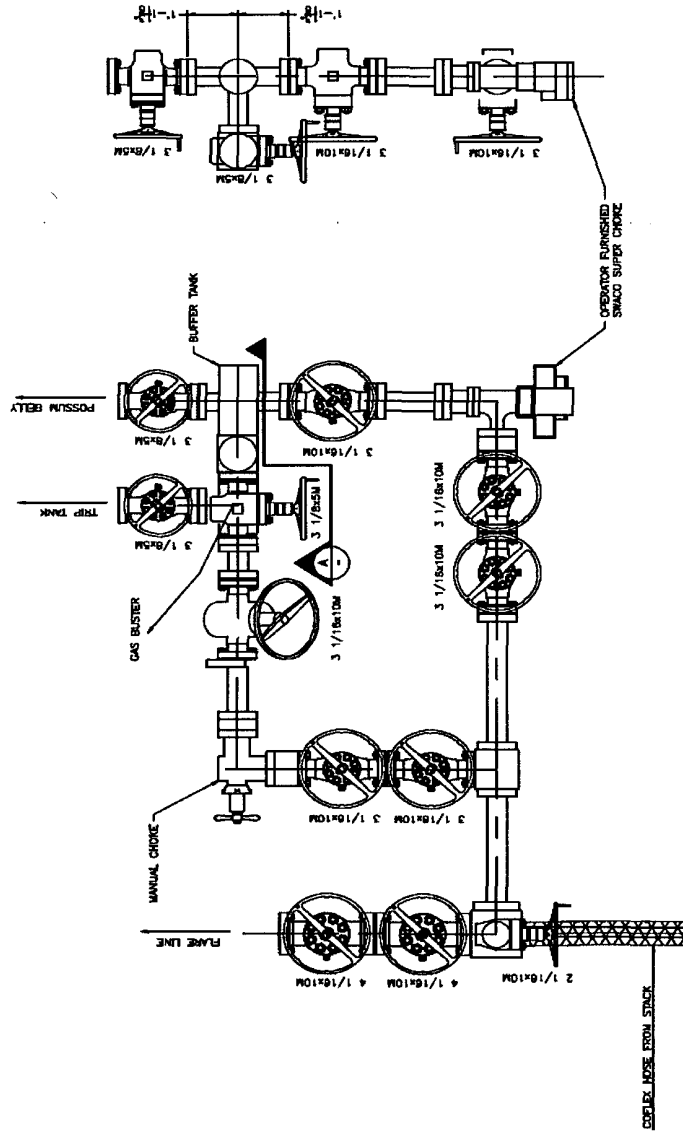 1'-1 13/16"
3 1/8x5M
3 1/8x5M
3 1/16x10M
3 1/16x10M
OPERATOR FURNISHED
SWACO SUPER CHOKE
BUFFER TANK
POSSUM BELLY
3 1/8x5M
3 1/16x10M
TRIP TANK
3 1/8x5M
3 1/8x5M
GAS BUSTER
A
-
3 1/16x10M
3 1/16x10M
3 1/16x10M
MANUAL CHOKE
3 1/16x10M
3 1/16x10M
FLARE LINE
4 1/16x10M
4 1/16x10M
2 1/16x10M
COFLEX HOSE FROM STACK